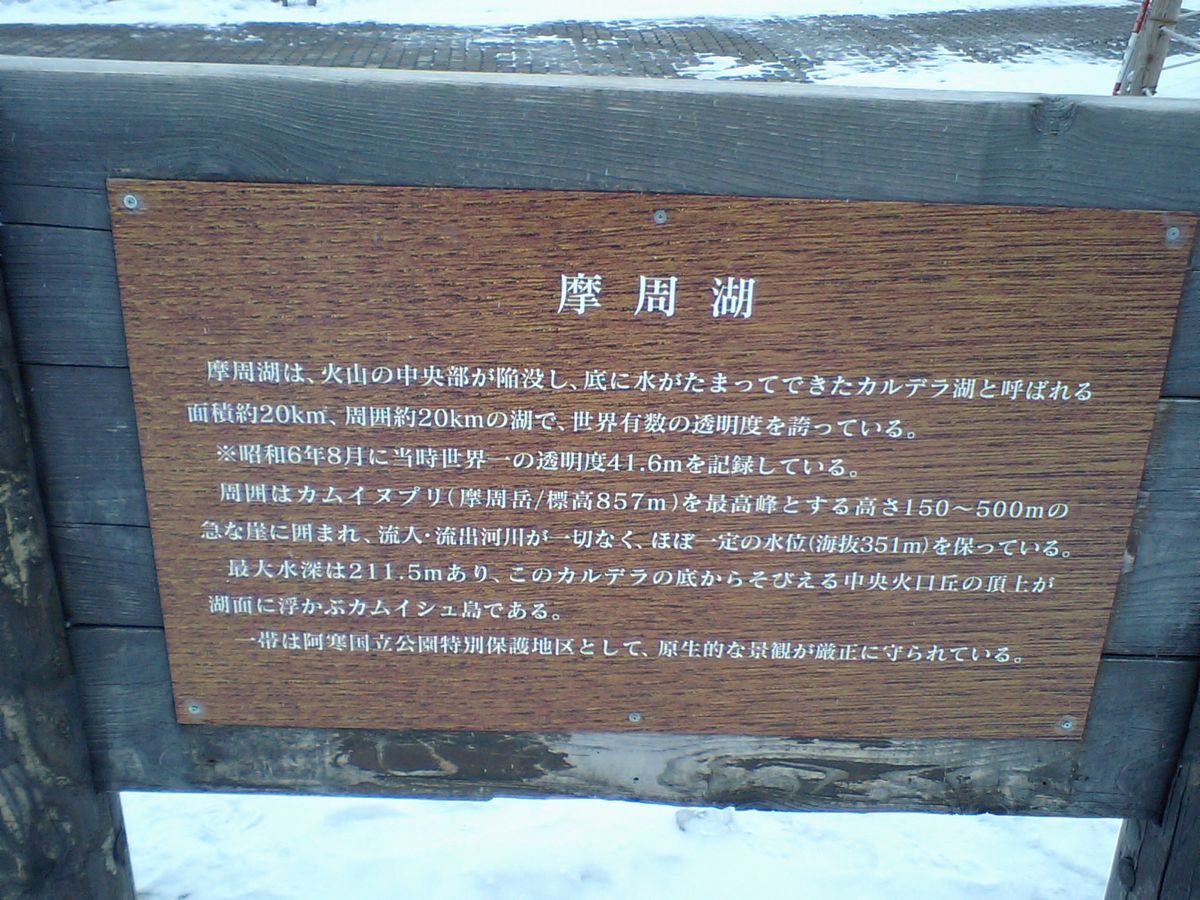 摩周湖
摩周湖は、火山の中央部が陥没し、底に水がたまってできたカルデラ湖と呼ばれる
面積約20km²、周囲約20kmの湖で、世界有数の透明度を誇っている。
※昭和6年8月に当時世界一の透明度41.6mを記録している。
周囲はカムイヌプリ(摩周岳/標高857m)を最高峰とする高さ150〜500mの
急な崖に囲まれ、流入・流出河川が一切なく、ほぼ一定の水位(海抜351m)を保っている。
最大水深は211.5mあり、このカルデラの底からそびえる中央火口丘の頂上が
湖面に浮かぶカムイシュ島である。
一帯は阿寒国立公園特別保護地区として、原生的な景観が厳正に守られている。